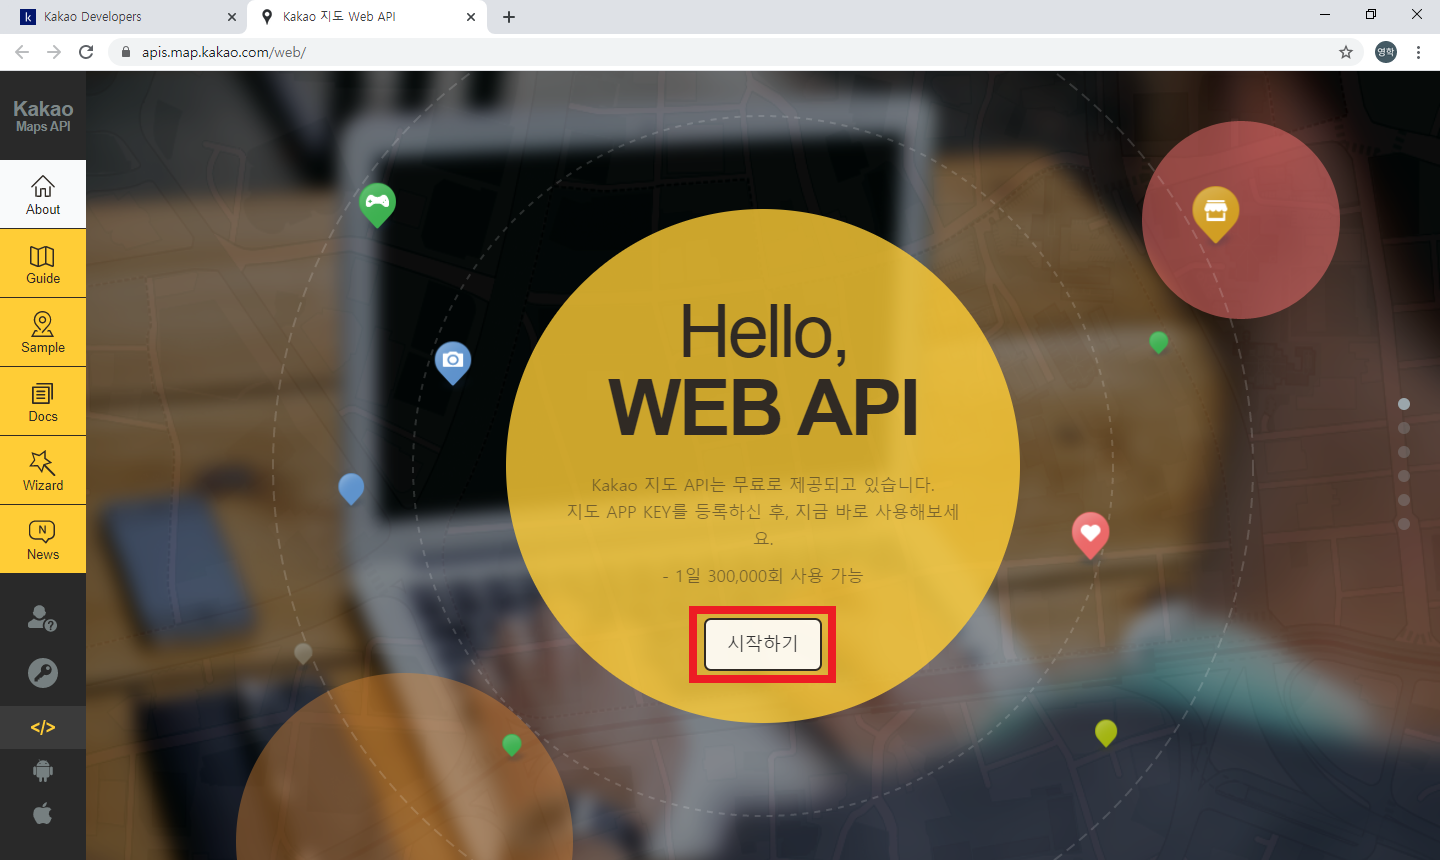 Kakao Developers
Kakao 지도 Web API
apis.map.kakao.com/web/
영학
Kakao
Maps API
About
Guide
Sample
Docs
Wizard
N
News
?
</>
Hello,
WEB API
Kakao 지도 API는 무료로 제공되고 있습니다.
지도 APP KEY를 등록하신 후, 지금 바로 사용해보세
요.
- 1일 300,000회 사용 가능
시작하기